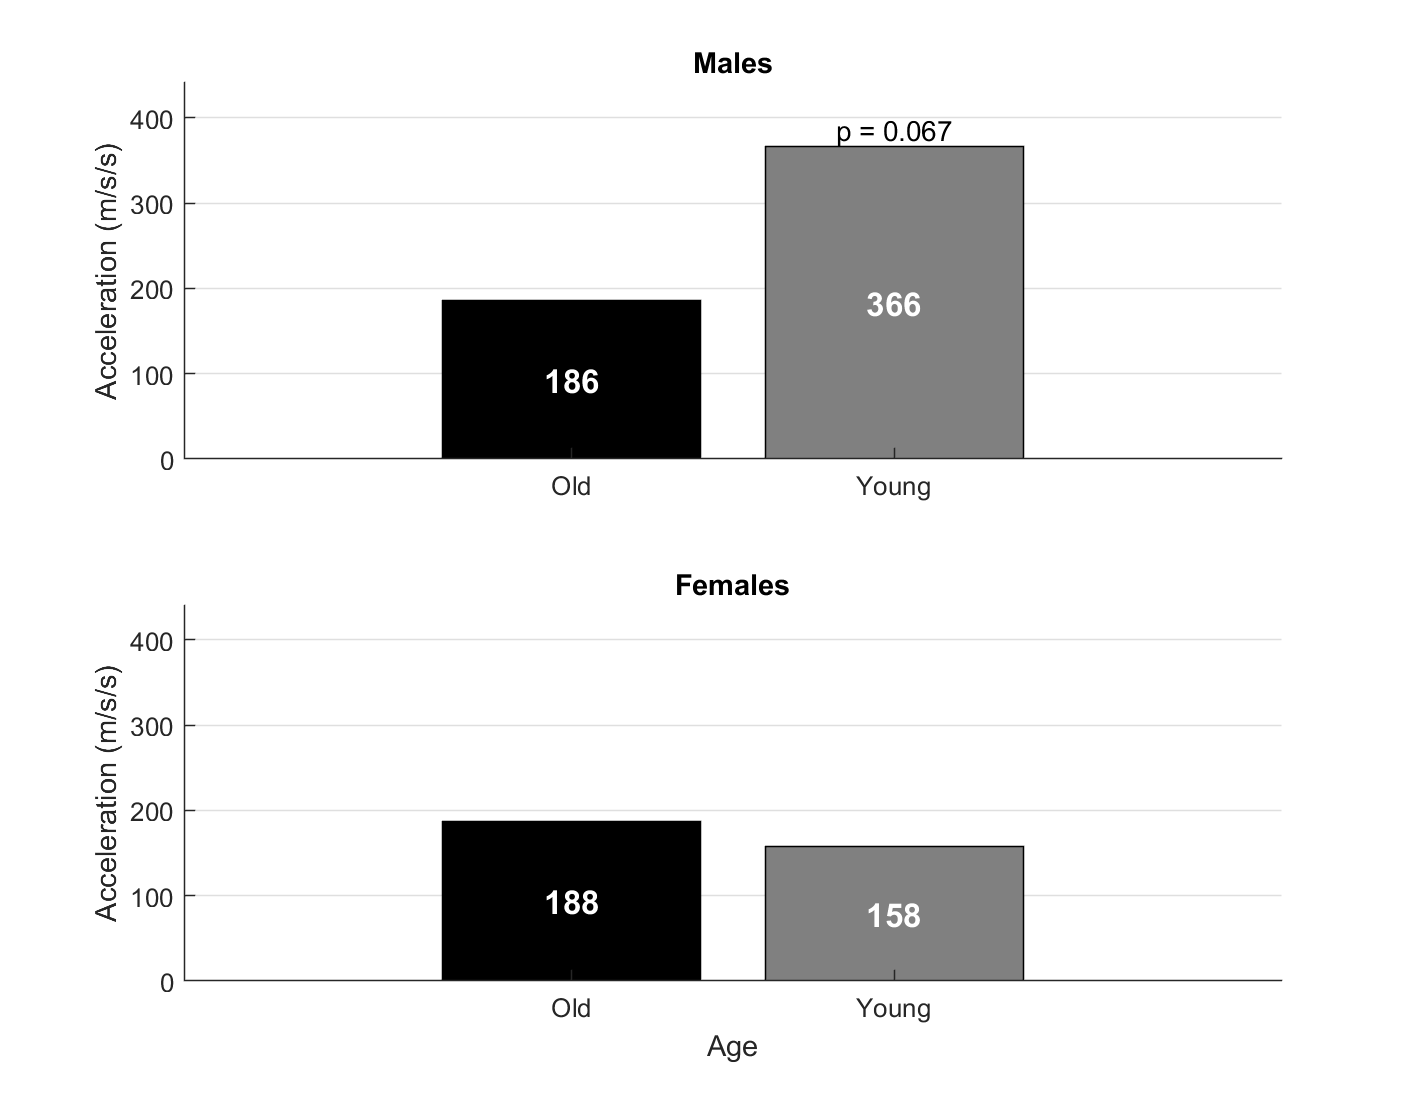 Males
Acceleration (m/s/s)
400
300
200
100
0
p = 0.067
186
366
Old
Young
Females
Acceleration (m/s/s)
400
300
200
100
0
188
158
Old
Young
Age